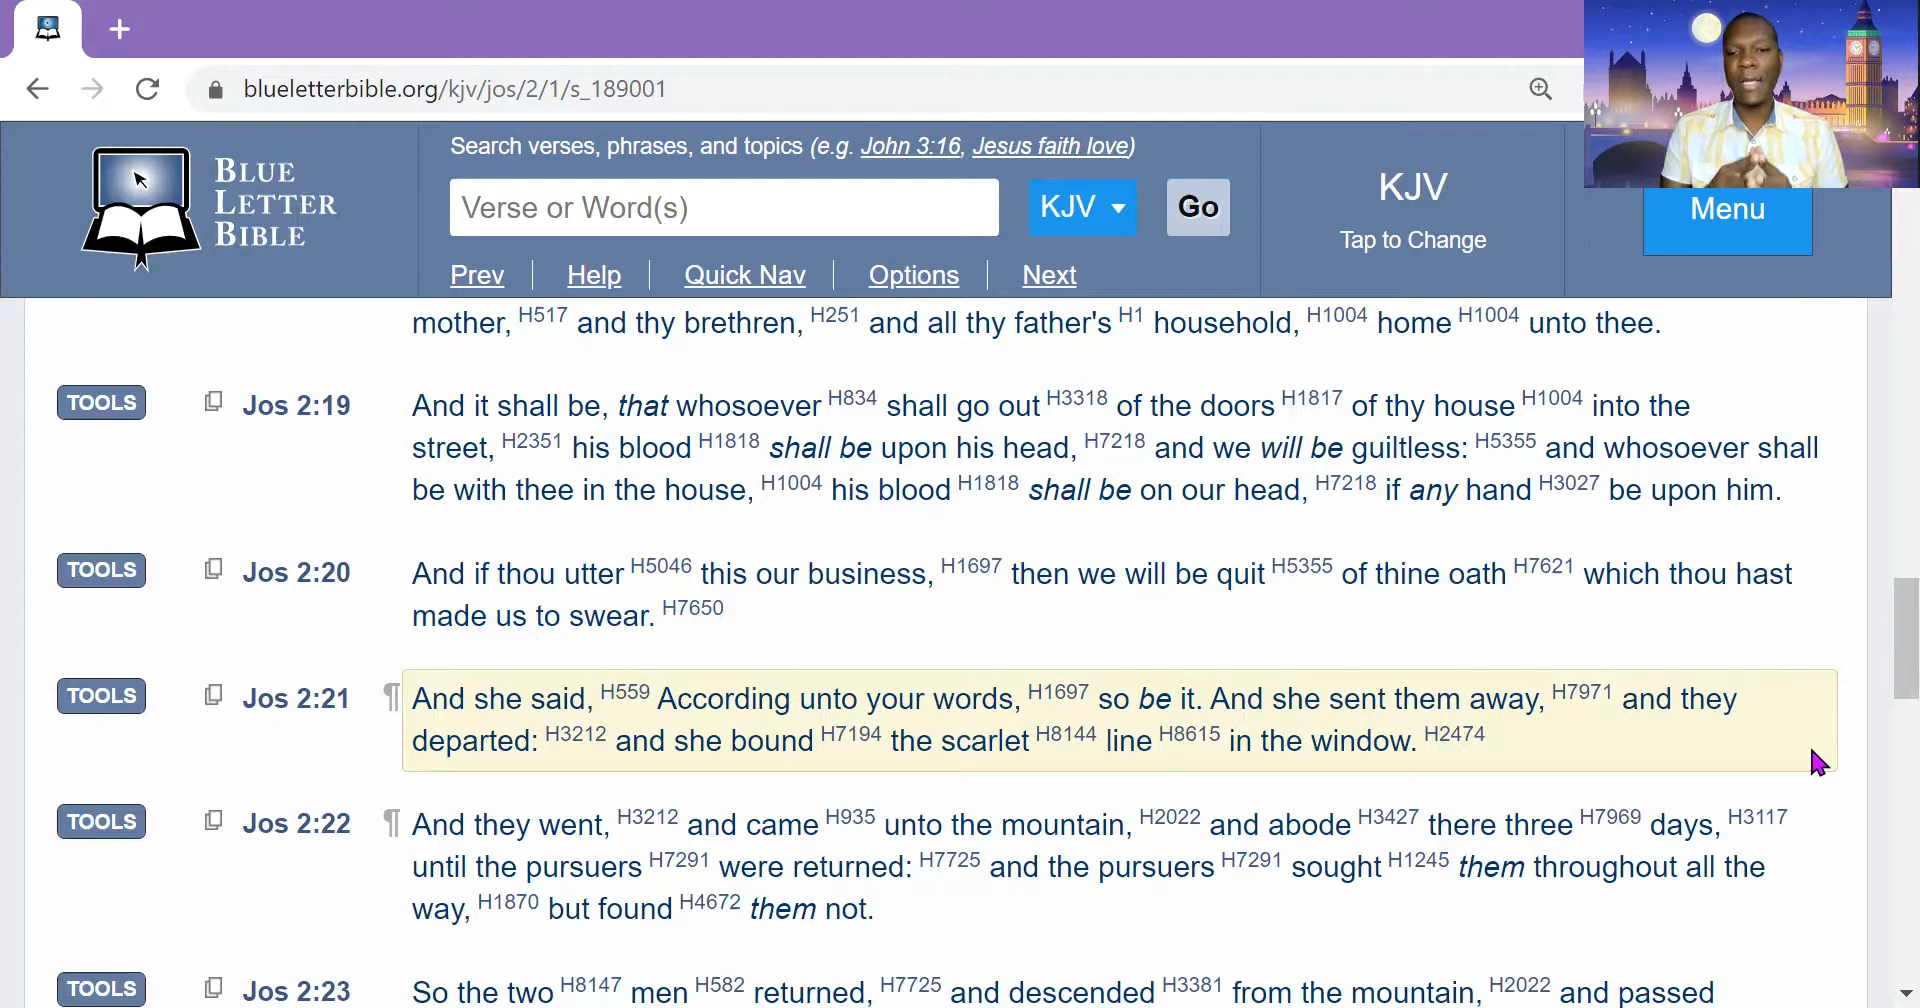 blueletterbible.org/kjv/jos/2/1/s_189001
Search verses, phrases, and topics (e.g. John 3:16, Jesus faith love)
BLUE
LETTER
BIBLE
Verse or Word(s)
KJV
Go
KJV
Tap to Change
Menu
Prev
Help
Quick Nav
Options
Next
mother, H517 and thy brethren, H251 and all thy father's H1 household, H1004 home H1004 unto thee.
TOOLS Jos 2:19 And it shall be, that whosoever H834 shall go out H3318 of the doors H1817 of thy house H1004 into the
street, H2351 his blood H1818 shall be upon his head, H7218 and we will be guiltless: H5355 and whosoever shall
be with thee in the house, H1004 his blood H1818 shall be on our head, H7218 if any hand H3027 be upon him.
TOOLS Jos 2:20 And if thou utter H5046 this our business, H1697 then we will be quit H5355 of thine oath H7621 which thou hast
made us to swear. H7650
TOOLS Jos 2:21 ¶ And she said, H559 According unto your words, H1697 so be it. And she sent them away, H7971 and they
departed: H3212 and she bound H7194 the scarlet H8144 line H8615 in the window. H2474
TOOLS Jos 2:22 ¶ And they went, H3212 and came H935 unto the mountain, H2022 and abode H3427 there three H7969 days, H3117
until the pursuers H7291 were returned: H7725 and the pursuers H7291 sought H1245 them throughout all the
way, H1870 but found H4672 them not.
TOOLS Jos 2:23 So the two H8147 men H582 returned, H7725 and descended H3381 from the mountain, H2022 and passed